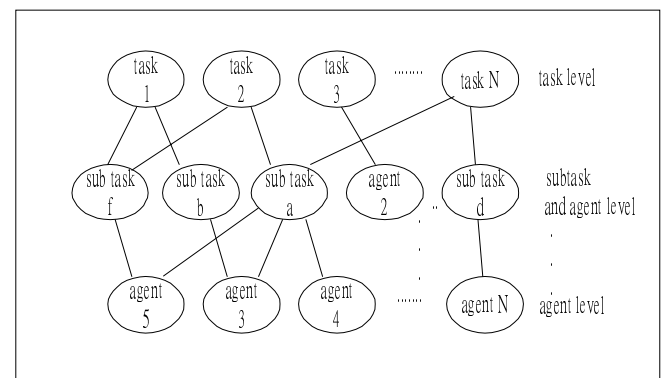 task 1 task 2 task 3 ........ task N task level
sub task f sub task b sub task a agent 2 .. sub task d subtask and agent level
agent 5 agent 3 agent 4 ....... agent N agent level